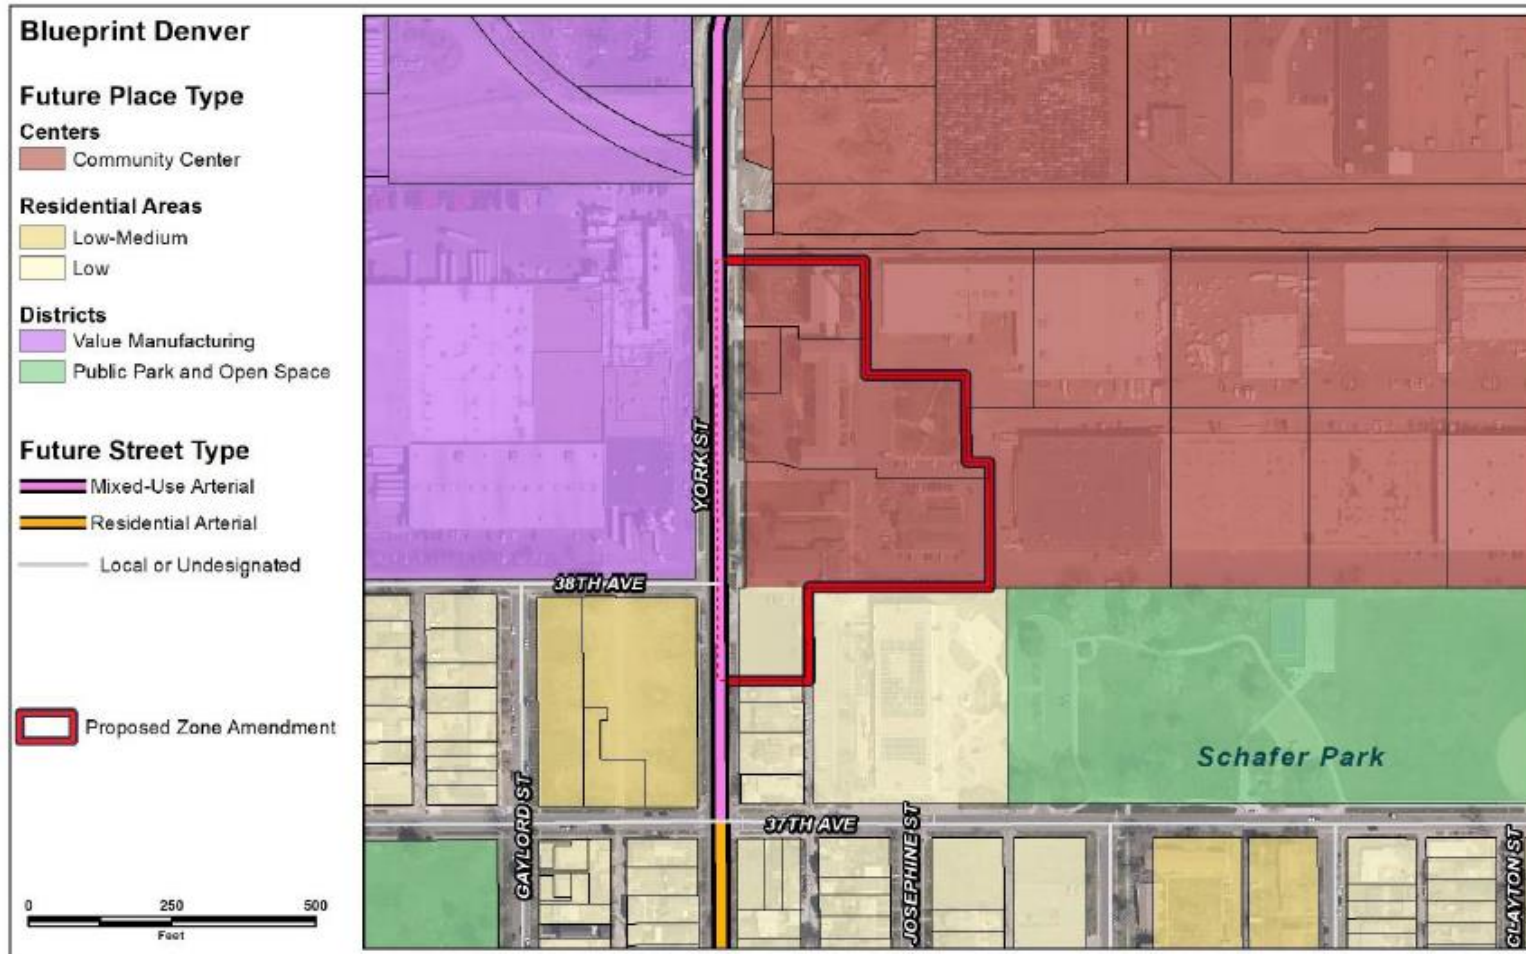 Blueprint Denver
Future Place Type
Centers
Community Center
Residential Areas
Low-Medium
Low
Districts
Value Manufacturing
Public Park and Open Space
Future Street Type
Mixed-Use Arterial
Residential Arterial
Local or Undesignated
Proposed Zone Amendment
0 250 500
Feet
YORK ST
38TH AVE
Schafer Park
GAYLORD ST
37TH AVE
JOSEPHINE ST
CLAYTON ST